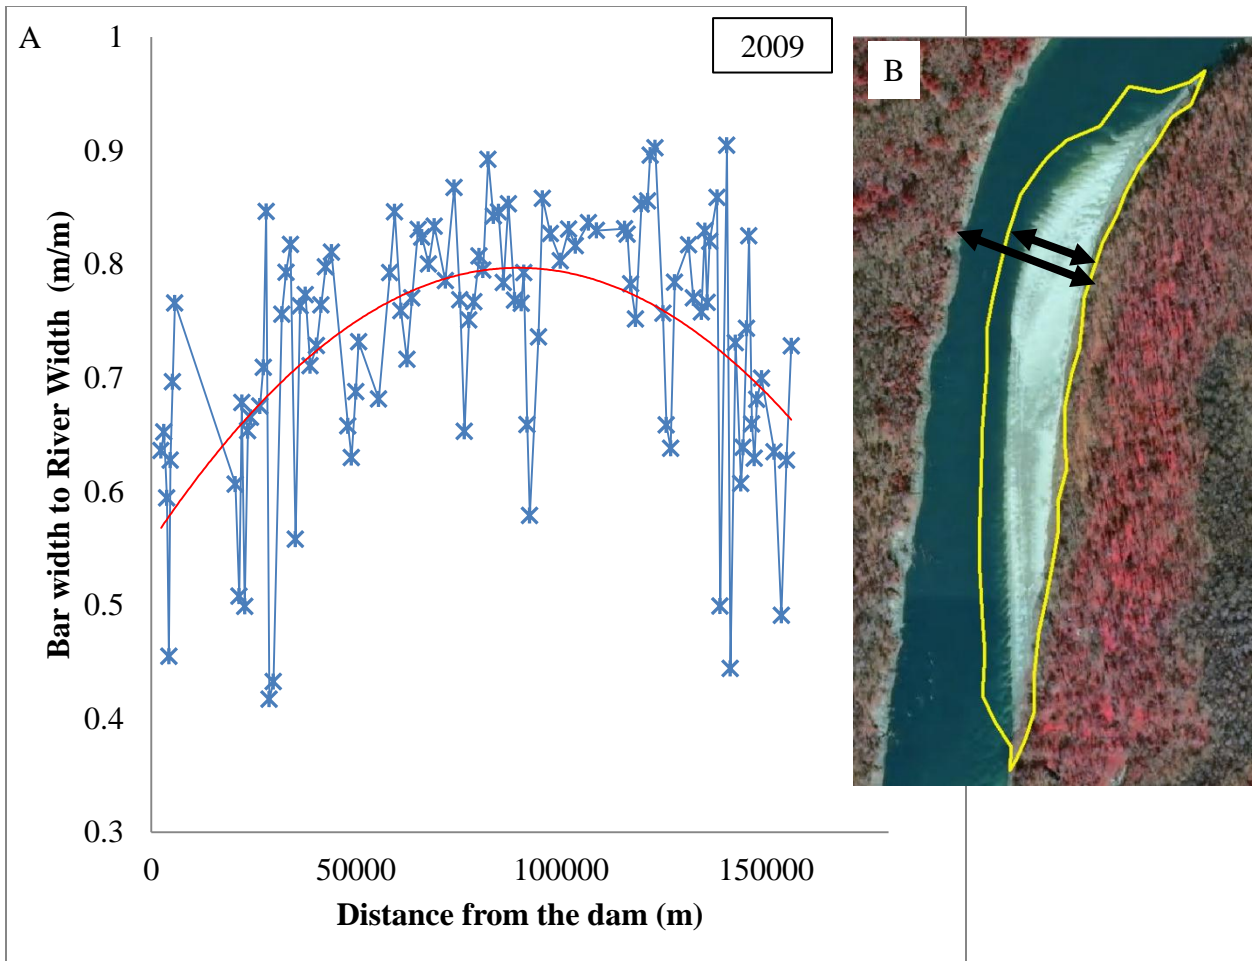 A
1
2009
B
0.9
0.8
0.7
0.6
0.5
0.4
0.3
Bar width to River Width (m/m)
0 50000 100000 150000
Distance from the dam (m)